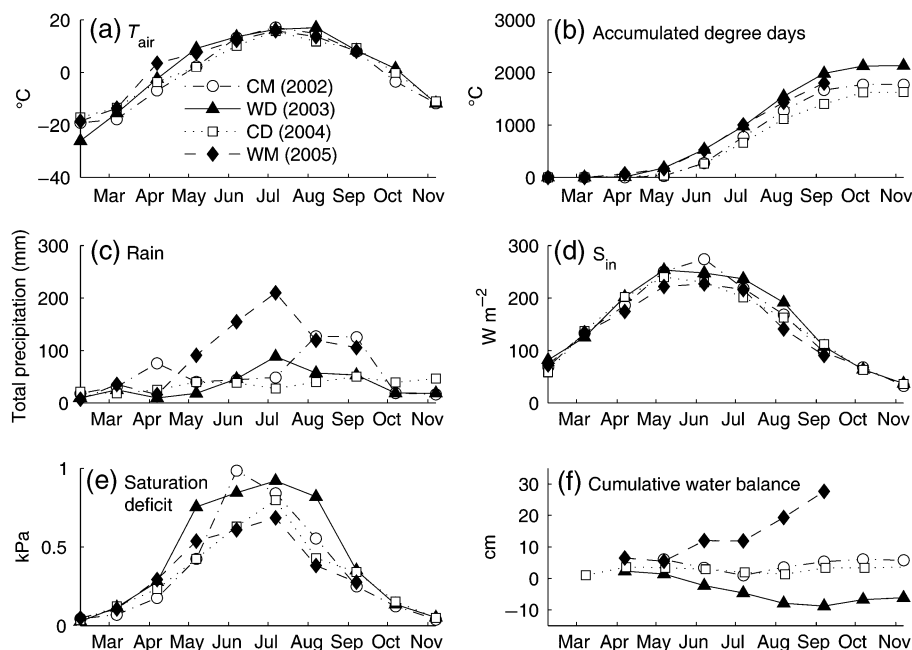 (a) T_air
20
0
−20
−40
°C
CM (2002)
WD (2003)
CD (2004)
WM (2005)
Mar Apr May Jun Jul Aug Sep Oct Nov
(b) Accumulated degree days
3000
2000
1000
0
°C
Mar Apr May Jun Jul Aug Sep Oct Nov
(c) Rain
300
200
100
0
Total precipitation (mm)
Mar Apr May Jun Jul Aug Sep Oct Nov
(d) S_in
300
200
100
0
W m⁻²
Mar Apr May Jun Jul Aug Sep Oct Nov
(e) Saturation
deficit
1
0.5
0
kPa
Mar Apr May Jun Jul Aug Sep Oct Nov
(f) Cumulative water balance
30
20
10
0
−10
cm
Mar Apr May Jun Jul Aug Sep Oct Nov